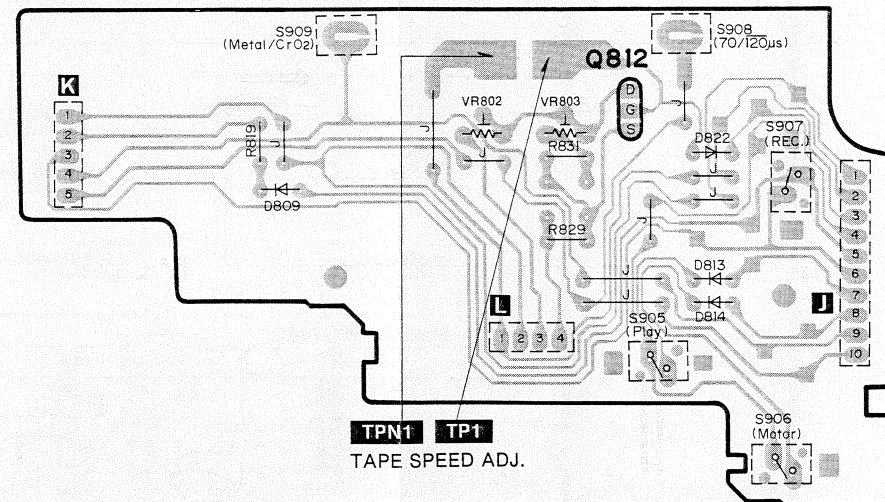 S909
(Metal/CrO2)
S908
(70/120μs)
Q812
K
D
G
S
VR802
VR803
1
2
3
4
5
R819
J
J
J
J
R831
D822
S907
(REC.)
J
J
D809
R829
J
1
2
3
4
5
6
7
8
9
10
J
J
J
D813
D814
L
1
2
3
4
S905
(Play)
TPN1
TP1
TAPE SPEED ADJ.
S906
(Motor)